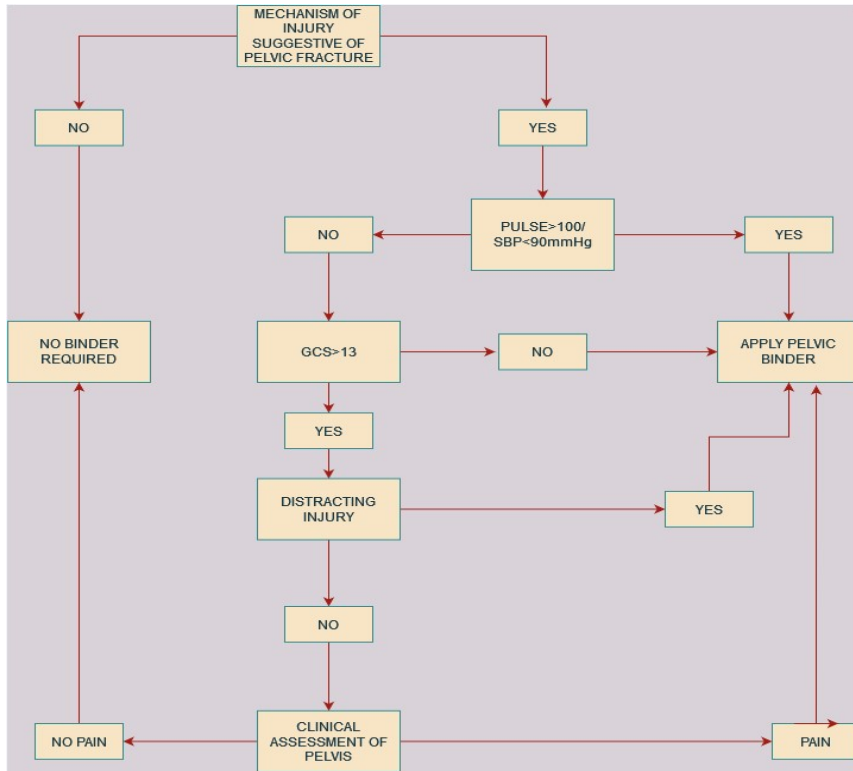 MECHANISM OF
INJURY
SUGGESTIVE OF
PELVIC FRACTURE
NO
YES
NO
PULSE>100/
SBP<90mmHg
YES
NO BINDER
REQUIRED
GCS>13
NO
APPLY PELVIC
BINDER
YES
DISTRACTING
INJURY
YES
NO
NO PAIN
CLINICAL
ASSESSMENT OF
PELVIS
PAIN